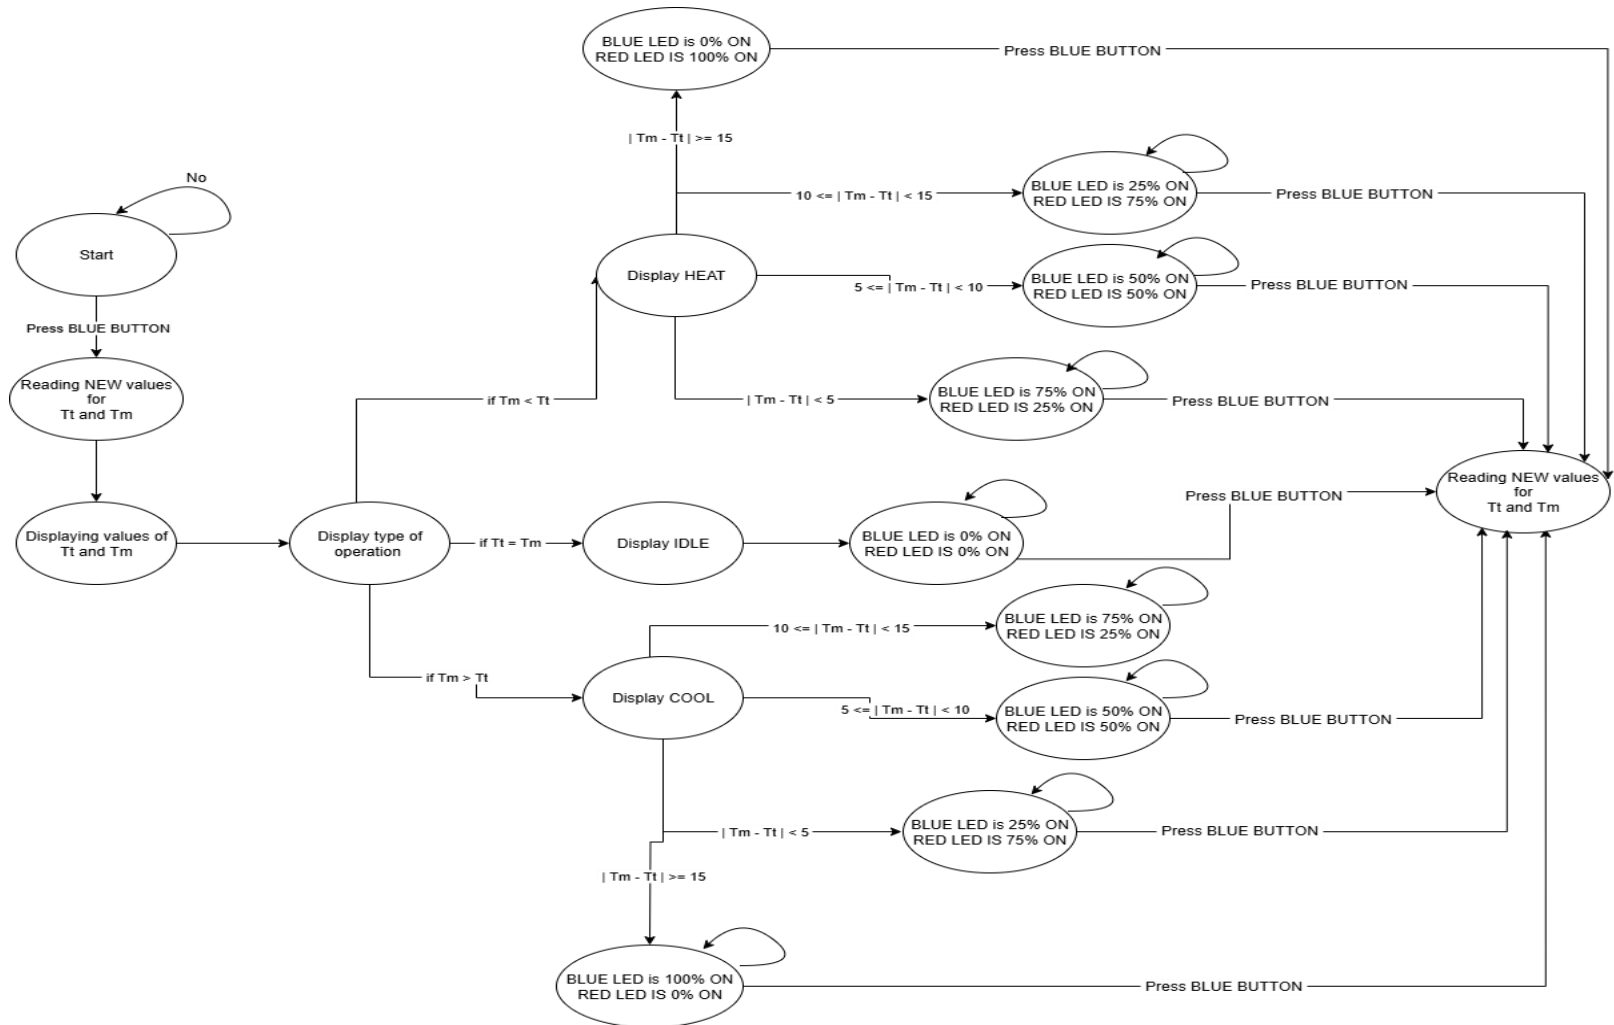 BLUE LED is 0% ON
RED LED IS 100% ON
Press BLUE BUTTON
| Tm - Tt | >= 15
No
10 <= | Tm - Tt | < 15
BLUE LED is 25% ON
RED LED IS 75% ON
Press BLUE BUTTON
Start
Display HEAT
5 <= | Tm - Tt | < 10
BLUE LED is 50% ON
RED LED IS 50% ON
Press BLUE BUTTON
Press BLUE BUTTON
Reading NEW values
for
Tt and Tm
if Tm < Tt
| Tm - Tt | < 5
BLUE LED is 75% ON
RED LED IS 25% ON
Press BLUE BUTTON
Reading NEW values
for
Tt and Tm
Press BLUE BUTTON
Displaying values of
Tt and Tm
Display type of
operation
if Tt = Tm
Display IDLE
BLUE LED is 0% ON
RED LED IS 0% ON
10 <= | Tm - Tt | < 15
BLUE LED is 75% ON
RED LED IS 25% ON
if Tm > Tt
Display COOL
5 <= | Tm - Tt | < 10
BLUE LED is 50% ON
RED LED IS 50% ON
Press BLUE BUTTON
| Tm - Tt | < 5
BLUE LED is 25% ON
RED LED IS 75% ON
Press BLUE BUTTON
| Tm - Tt | >= 15
BLUE LED is 100% ON
RED LED IS 0% ON
Press BLUE BUTTON